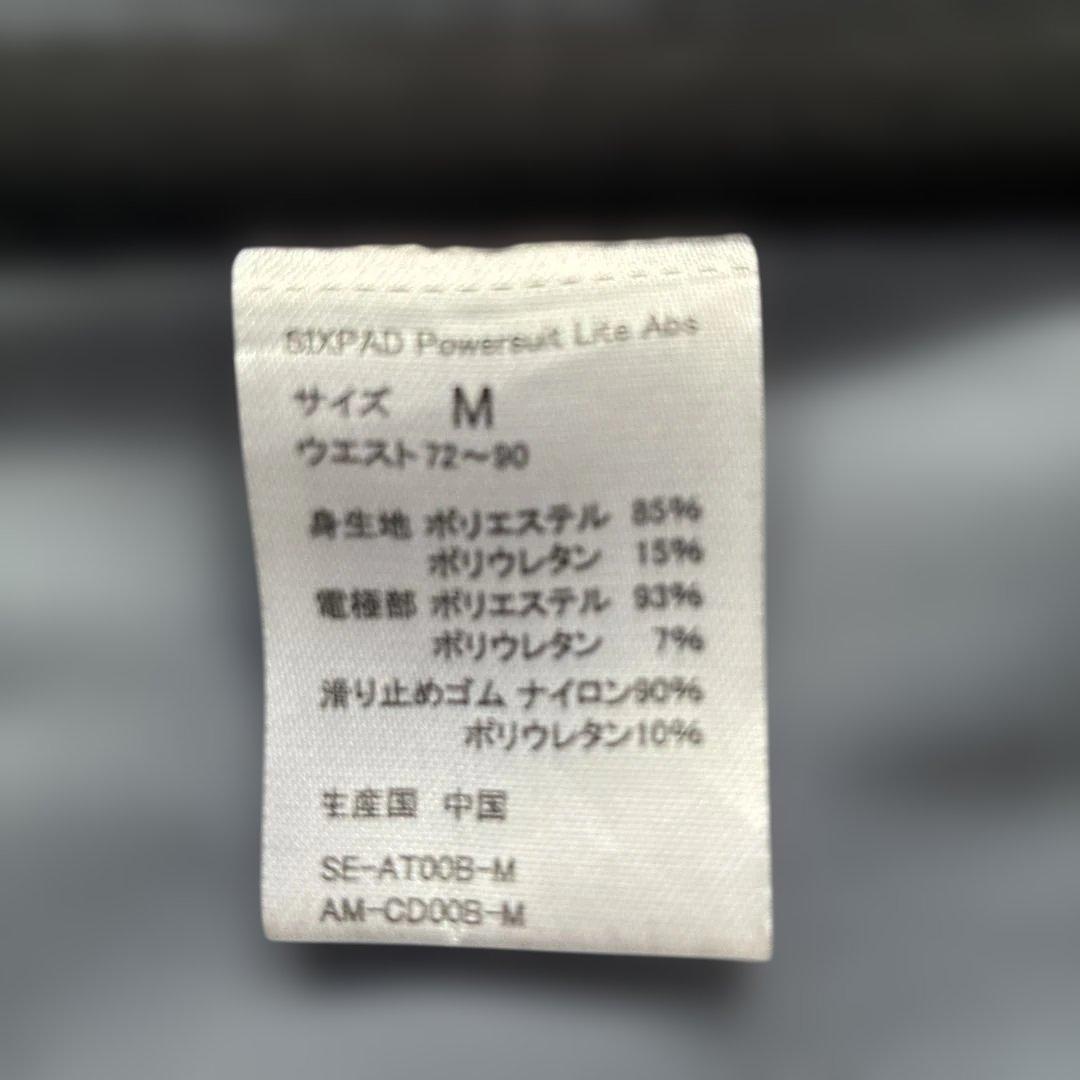 SIXPAD Powersuit Lite Abs
サイズ M
ウエスト 72～90
身生地 ポリエステル 85%
ポリウレタン 15%
電極部 ポリエステル 93%
ポリウレタン 7%
滑り止めゴム ナイロン90%
ポリウレタン10%
生産国 中国
SE-AT00B-M
AM-CD00B-M